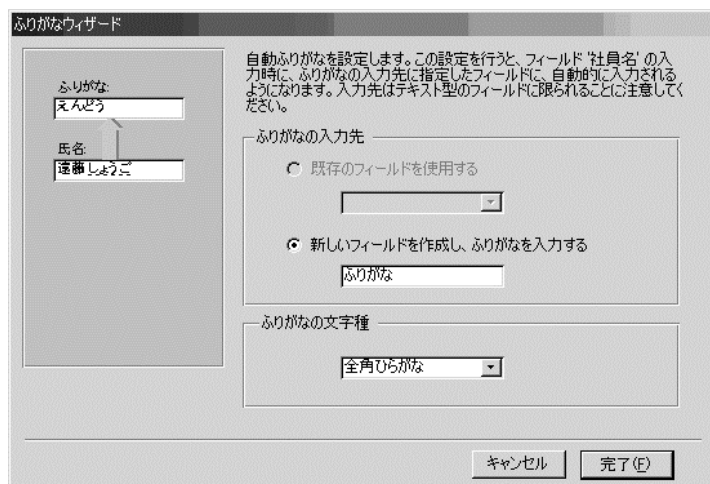 ふりがなウィザード
ふりがな:
えんどう
氏名:
遠藤しょうご
自動ふりがなを設定します。この設定を行うと、フィールド '社員名' の入
力時に、ふりがなの入力先に指定したフィールドに、自動的に入力される
ようになります。入力先はテキスト型のフィールドに限られることに注意してく
ださい。
ふりがなの入力先
既存のフィールドを使用する
新しいフィールドを作成し、ふりがなを入力する
ふりがな
ふりがなの文字種
全角ひらがな
キャンセル
完了(F)